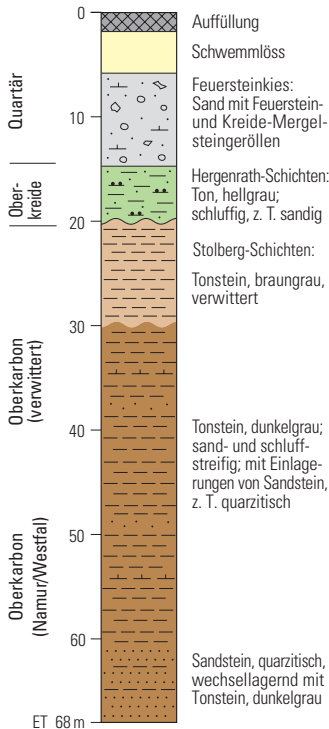 0
10
20
30
40
50
60
ET 68 m
Quartär
Ober-
kreide
Oberkarbon
(verwittert)
Oberkarbon
(Namur/Westfal)
Auffüllung
Schwemmlöss
Feuersteinkies:
Sand mit Feuerstein-
und Kreide-Mergel-
steingeröllen
Hergenrath-Schichten:
Ton, hellgrau;
schluffig, z. T. sandig
Stolberg-Schichten:
Tonstein, braungrau,
verwittert
Tonstein, dunkelgrau;
sand- und schluff-
streifig; mit Einlage-
rungen von Sandstein,
z. T. quarzitisch
Sandstein, quarzitisch,
wechsellagernd mit
Tonstein, dunkelgrau